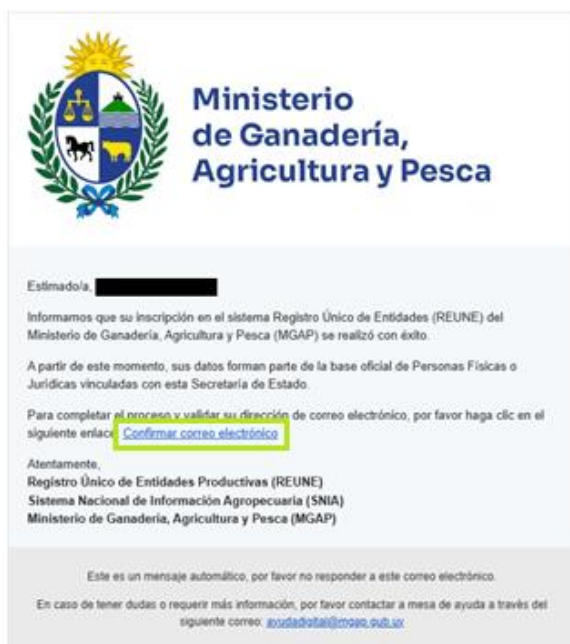 Ministerio
de Ganadería,
Agricultura y Pesca
Estimado/a,
Informamos que su inscripción en el sistema Registro Único de Entidades (REUNE) del
Ministerio de Ganadería, Agricultura y Pesca (MGAP) se realizó con éxito.
A partir de este momento, sus datos forman parte de la base oficial de Personas Físicas o
Jurídicas vinculadas con esta Secretaría de Estado.
Para completar el proceso y validar su dirección de correo electrónico, por favor haga clic en el
siguiente enlace: Confirmar correo electrónico
Atentamente,
Registro Único de Entidades Productivas (REUNE)
Sistema Nacional de Información Agropecuaria (SNIA)
Ministerio de Ganadería, Agricultura y Pesca (MGAP)
Este es un mensaje automático, por favor no responder a este correo electrónico.
En caso de tener dudas o requerir más información, por favor contactar a mesa de ayuda a través del
siguiente correo: ayudadigital@mgap.gub.uy